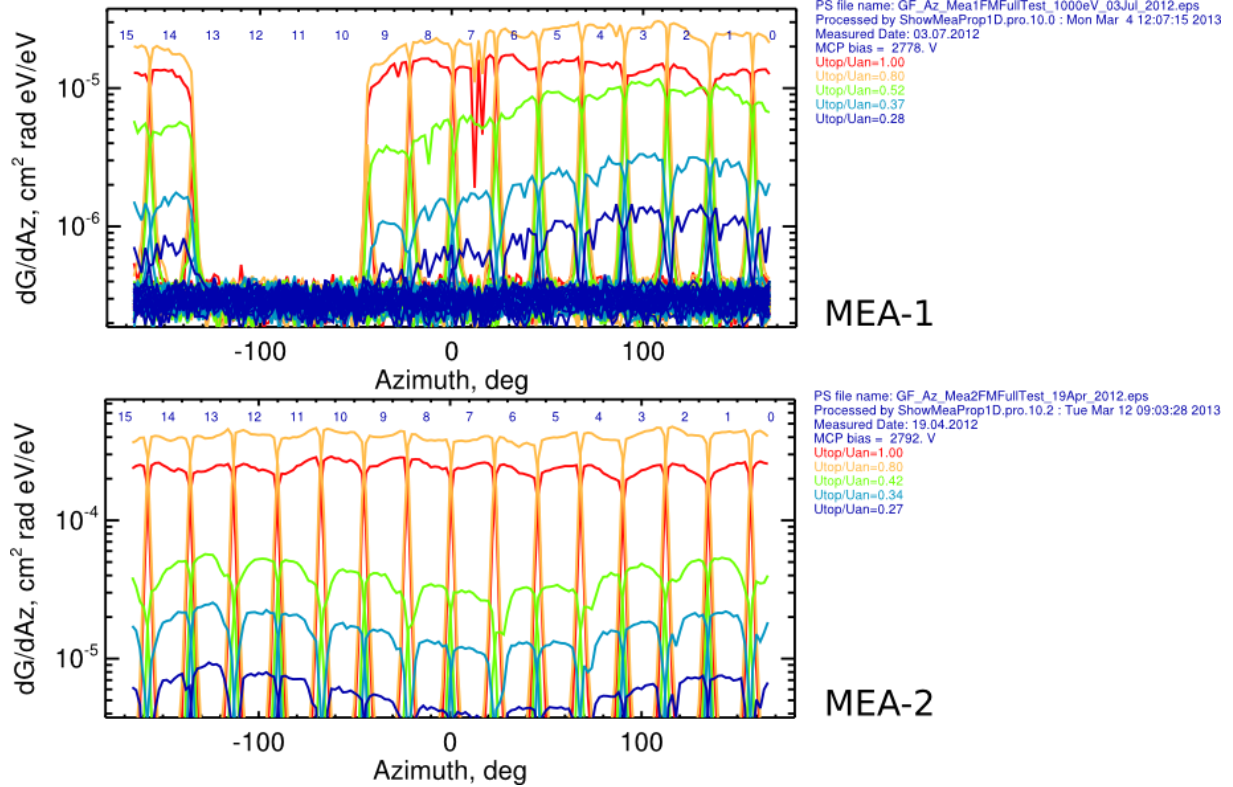 PS file name: GF_Az_Mea1FMFullTest_1000eV_03Jul_2012.eps
Processed by ShowMeaProp1D.pro.10.0 : Mon Mar 4 12:07:15 2013
Measured Date: 03.07.2012
MCP bias = 2778. V
Utop/Uan=1.00
Utop/Uan=0.80
Utop/Uan=0.52
Utop/Uan=0.37
Utop/Uan=0.28
15 14 13 12 11 10 9 8 7 6 5 4 3 2 1 0
dG/dAz, cm² rad eV/eV
10⁻⁵
10⁻⁶
-100 0 100
Azimuth, deg
MEA-1
PS file name: GF_Az_Mea2FMFullTest_19Apr_2012.eps
Processed by ShowMeaProp1D.pro.10.2 : Tue Mar 12 09:03:28 2013
Measured Date: 19.04.2012
MCP bias = 2792. V
Utop/Uan=1.00
Utop/Uan=0.80
Utop/Uan=0.42
Utop/Uan=0.34
Utop/Uan=0.27
15 14 13 12 11 10 9 8 7 6 5 4 3 2 1 0
dG/dAz, cm² rad eV/eV
10⁻⁴
10⁻⁵
-100 0 100
Azimuth, deg
MEA-2